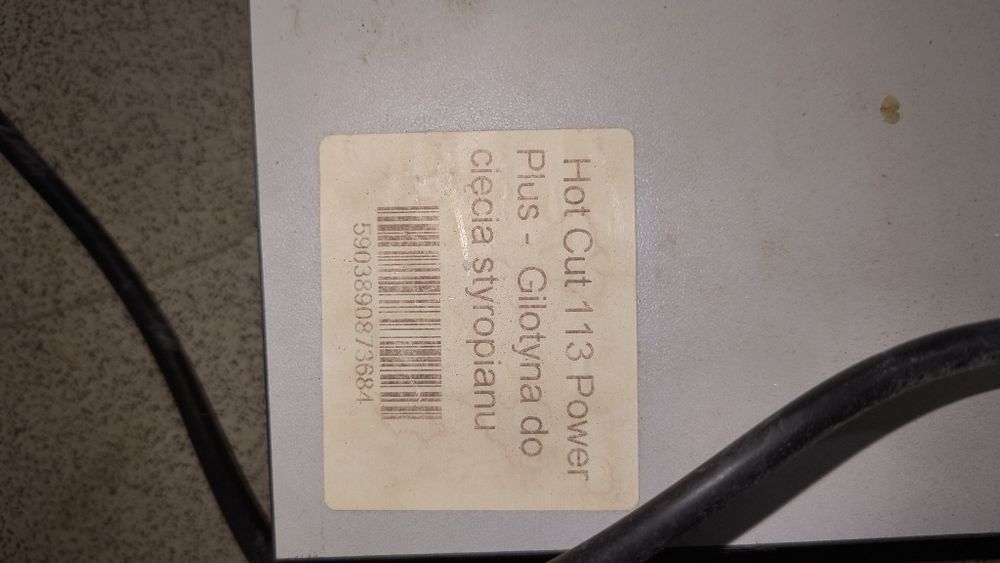 Hot Cut 113 Power
Plus - Gilotyna do
cięcia styropianu
5903890873684